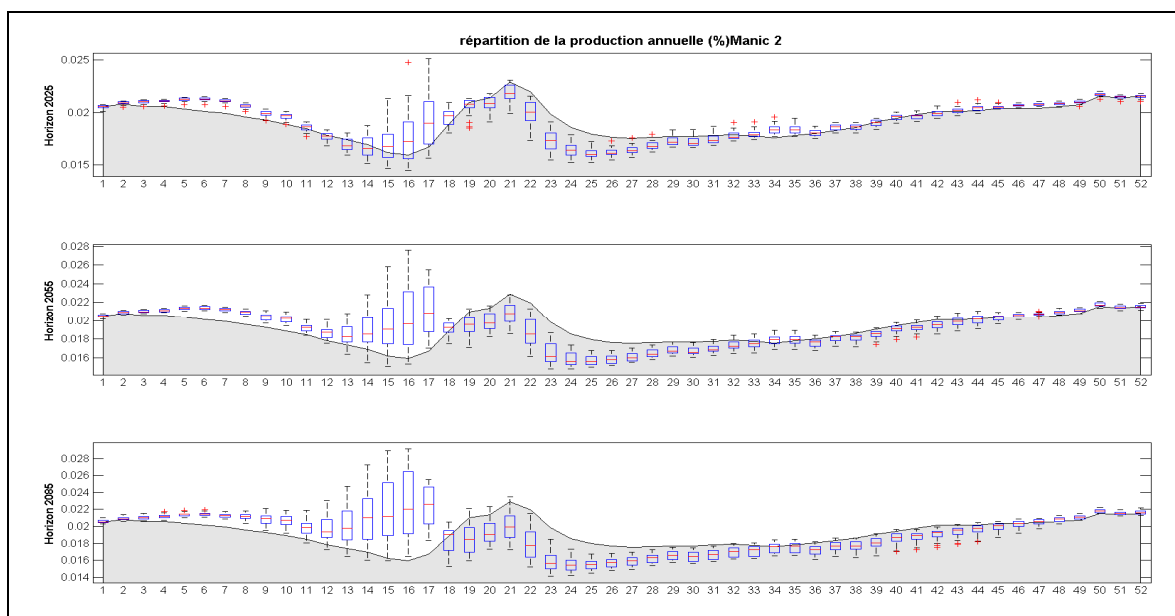 répartition de la production annuelle (%)Manic 2
Horizon 2025
0.025
0.02
0.015
1 2 3 4 5 6 7 8 9 10 11 12 13 14 15 16 17 18 19 20 21 22 23 24 25 26 27 28 29 30 31 32 33 34 35 36 37 38 39 40 41 42 43 44 45 46 47 48 49 50 51 52
Horizon 2055
0.028
0.026
0.024
0.022
0.02
0.018
0.016
1 2 3 4 5 6 7 8 9 10 11 12 13 14 15 16 17 18 19 20 21 22 23 24 25 26 27 28 29 30 31 32 33 34 35 36 37 38 39 40 41 42 43 44 45 46 47 48 49 50 51 52
Horizon 2085
0.028
0.026
0.024
0.022
0.02
0.018
0.016
0.014
1 2 3 4 5 6 7 8 9 10 11 12 13 14 15 16 17 18 19 20 21 22 23 24 25 26 27 28 29 30 31 32 33 34 35 36 37 38 39 40 41 42 43 44 45 46 47 48 49 50 51 52